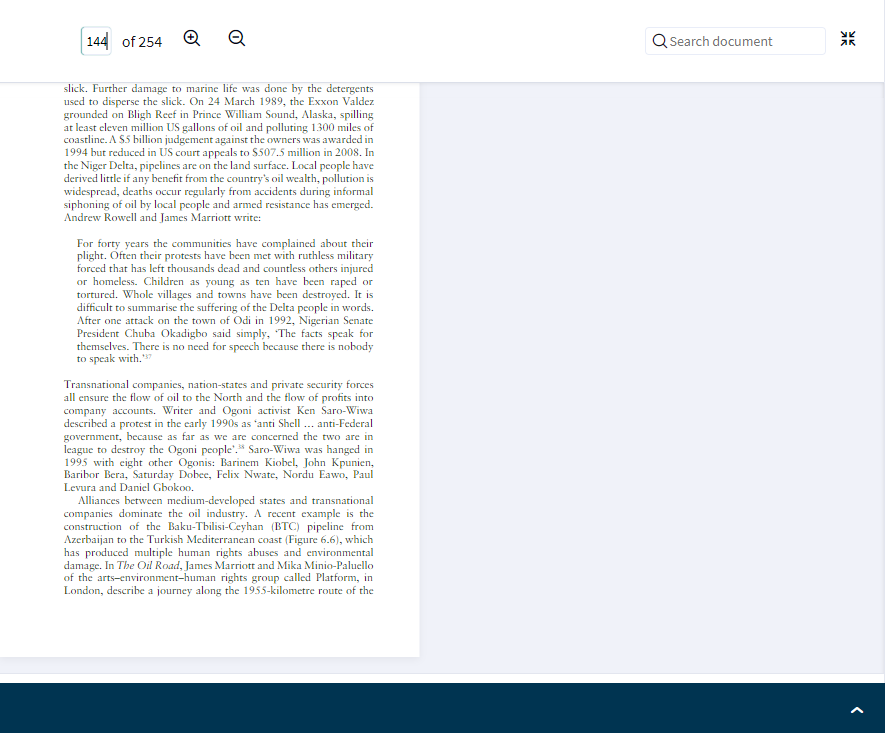 144 of 254
Search document
slick. Further damage to marine life was done by the detergents
used to disperse the slick. On 24 March 1989, the Exxon Valdez
grounded on Bligh Reef in Prince William Sound, Alaska, spilling
at least eleven million US gallons of oil and polluting 1300 miles of
coastline. A $5 billion judgement against the owners was awarded in
1994 but reduced in US court appeals to $507.5 million in 2008. In
the Niger Delta, pipelines are on the land surface. Local people have
derived little if any benefit from the country's oil wealth, pollution is
widespread, deaths occur regularly from accidents during informal
siphoning of oil by local people and armed resistance has emerged.
Andrew Rowell and James Marriott write:
For forty years the communities have complained about their
plight. Often their protests have been met with ruthless military
forced that has left thousands dead and countless others injured
or homeless. Children as young as ten have been raped or
tortured. Whole villages and towns have been destroyed. It is
difficult to summarise the suffering of the Delta people in words.
After one attack on the town of Odi in 1992, Nigerian Senate
President Chuba Okadigbo said simply, 'The facts speak for
themselves. There is no need for speech because there is nobody
to speak with.'³⁷
Transnational companies, nation-states and private security forces
all ensure the flow of oil to the North and the flow of profits into
company accounts. Writer and Ogoni activist Ken Saro-Wiwa
described a protest in the early 1990s as 'anti Shell … anti-Federal
government, because as far as we are concerned the two are in
league to destroy the Ogoni people'.³⁸ Saro-Wiwa was hanged in
1995 with eight other Ogonis: Barinem Kiobel, John Kpunien,
Baribor Bera, Saturday Dobee, Felix Nwate, Nordu Eawo, Paul
Levura and Daniel Gbokoo.
Alliances between medium-developed states and transnational
companies dominate the oil industry. A recent example is the
construction of the Baku-Tbilisi-Ceyhan (BTC) pipeline from
Azerbaijan to the Turkish Mediterranean coast (Figure 6.6), which
has produced multiple human rights abuses and environmental
damage. In The Oil Road, James Marriott and Mika Minio-Paluello
of the arts–environment–human rights group called Platform, in
London, describe a journey along the 1955-kilometre route of the